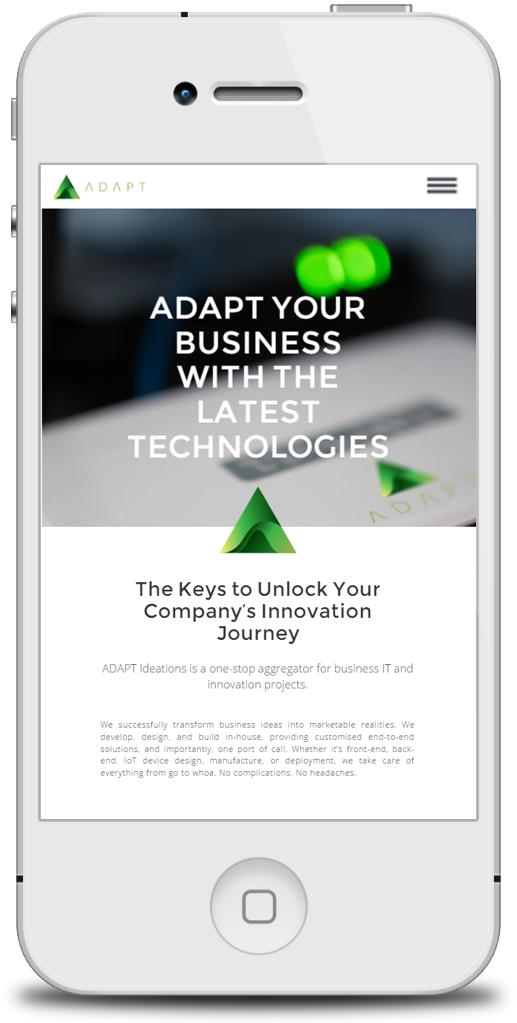 ADAPT
ADAPT YOUR
BUSINESS
WITH THE
LATEST
TECHNOLOGIES
ADAPT
The Keys to Unlock Your
Company's Innovation
Journey
ADAPT Ideations is a one-stop aggregator for business IT and
innovation projects.
We successfully transform business ideas into marketable realities. We
develop, design, and build in-house, providing customised end-to-end
solutions, and importantly, one port of call. Whether it's front-end, back-
end, IoT device design, manufacture, or deployment, we take care of
everything from go to whoa. No complications. No headaches.